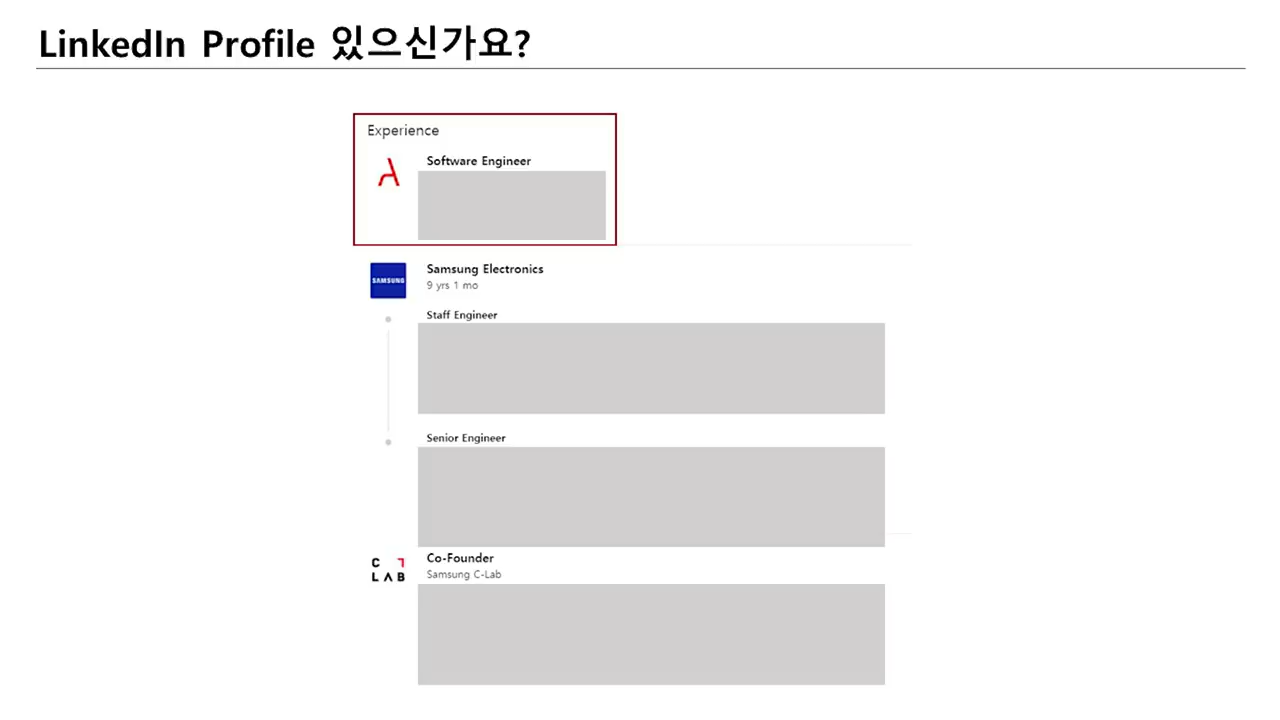 LinkedIn Profile 있으신가요?
Experience
Software Engineer
SAMSUNG
Samsung Electronics
9 yrs 1 mo
Staff Engineer
Senior Engineer
C
LAB
Co-Founder
Samsung C-Lab